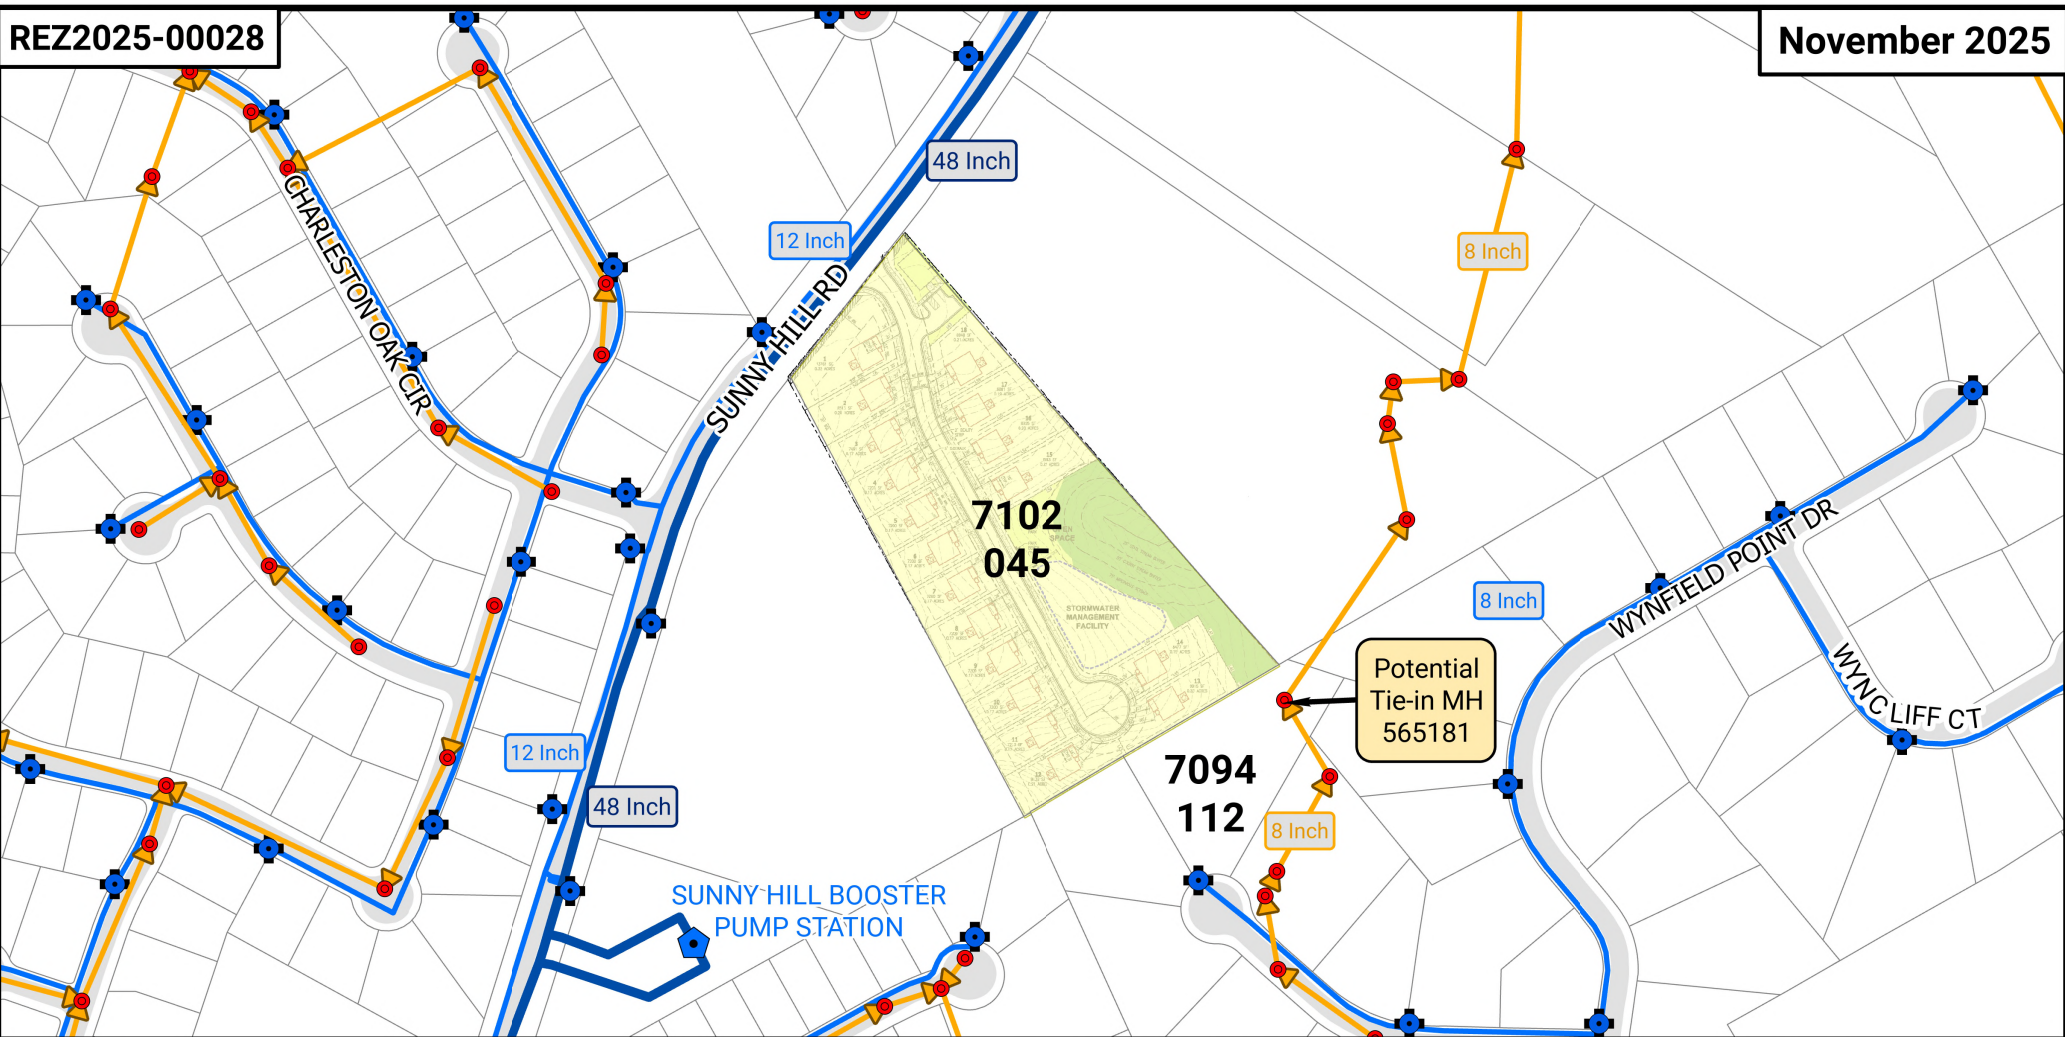 REZ2025-00028
November 2025
48 Inch
12 Inch
CHARLESTON OAK CIR
SUNNY HILL RD
8 Inch
7102
045
OPEN
SPACE
STORMWATER
MANAGEMENT
FACILITY
8 Inch
WYNFIELD POINT DR
WYNCLIFF CT
Potential
Tie-in MH
565181
12 Inch
48 Inch
7094
112
8 Inch
SUNNY HILL BOOSTER
PUMP STATION